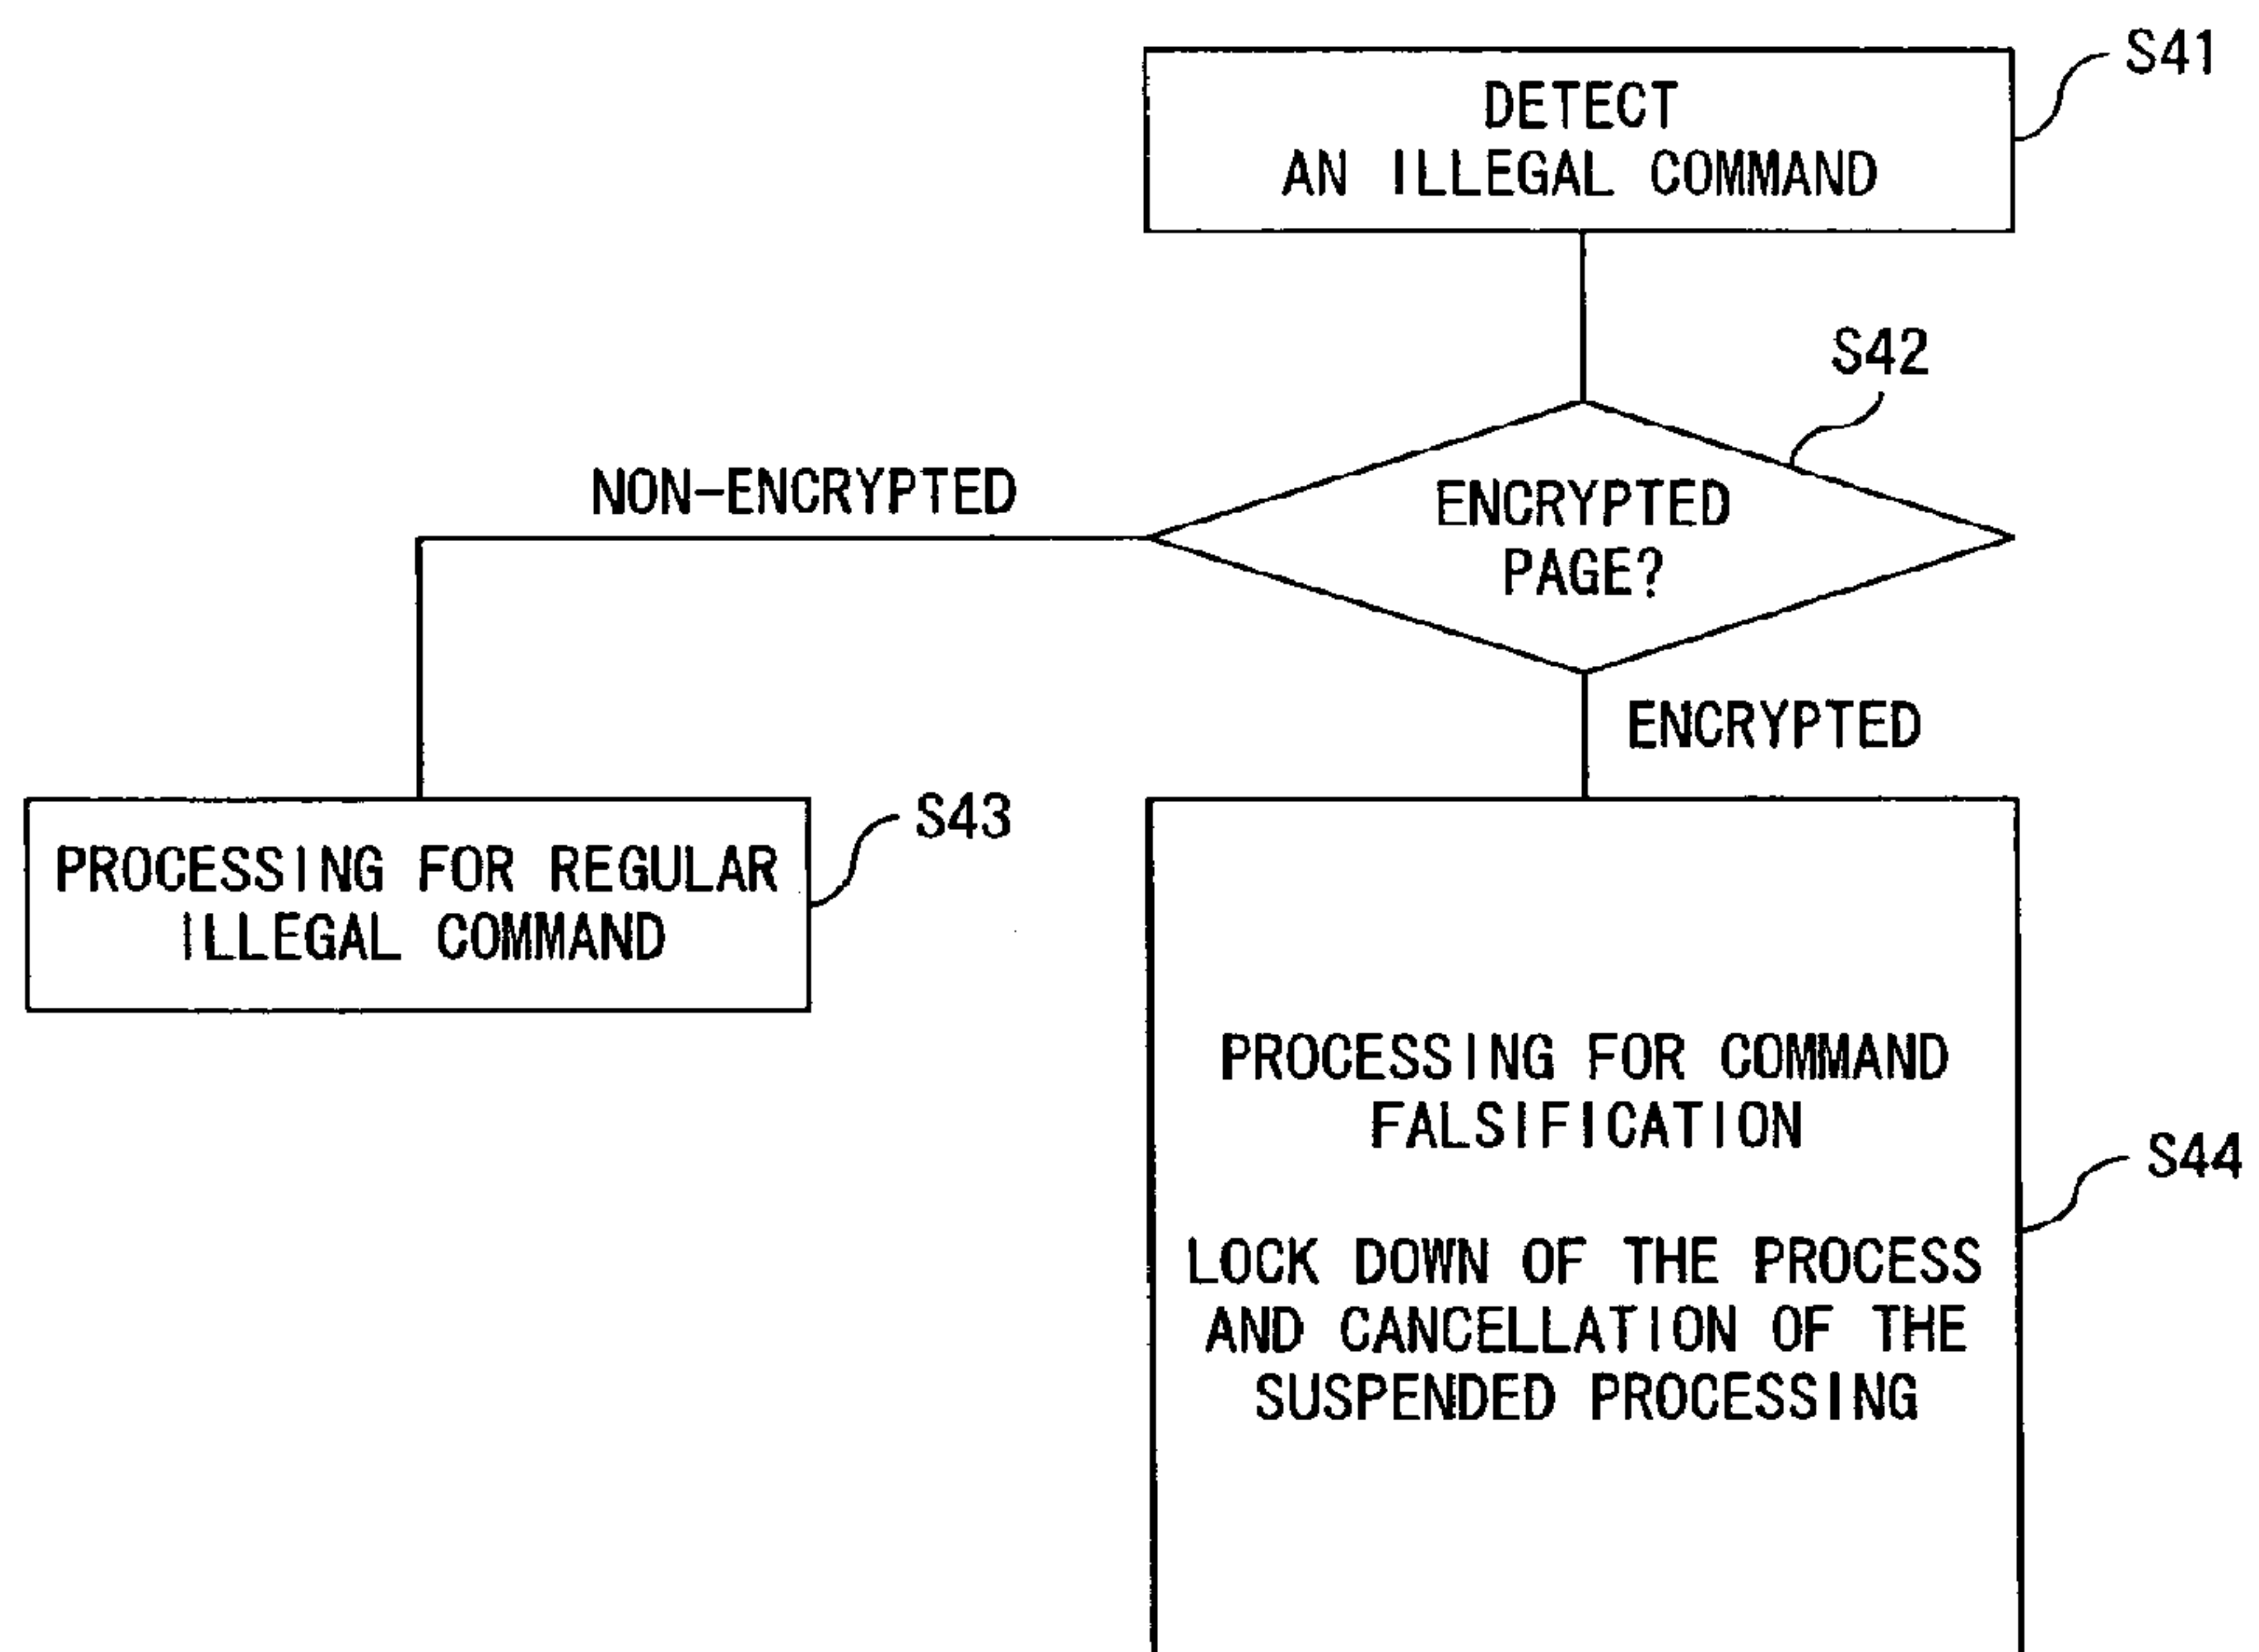 S41
DETECT
AN ILLEGAL COMMAND
S42
NON-ENCRYPTED
ENCRYPTED
PAGE?
ENCRYPTED
S43
PROCESSING FOR REGULAR
ILLEGAL COMMAND
PROCESSING FOR COMMAND
FALSIFICATION
S44
LOCK DOWN OF THE PROCESS
AND CANCELLATION OF THE
SUSPENDED PROCESSING